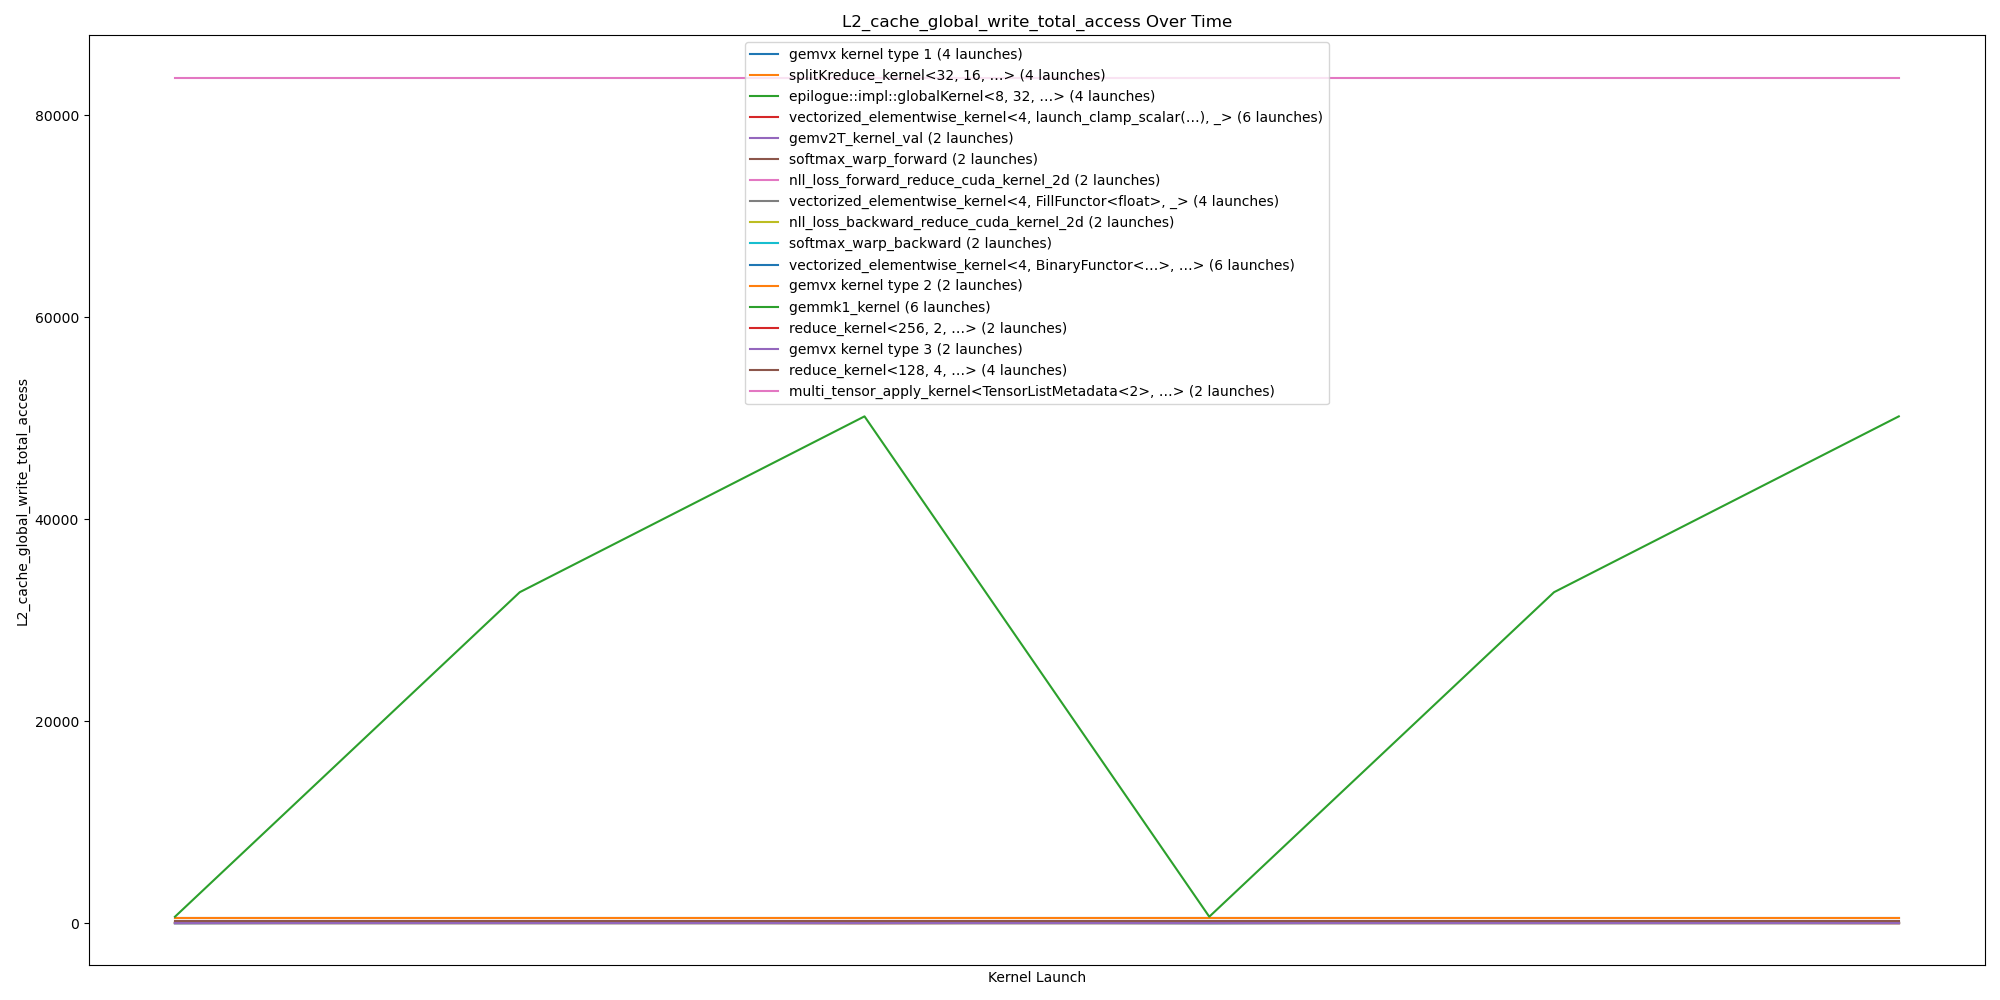 L2_cache_global_write_total_access Over Time
gemvx kernel type 1 (4 launches)
splitKreduce_kernel<32, 16, ...> (4 launches)
epilogue::impl::globalKernel<8, 32, ...> (4 launches)
vectorized_elementwise_kernel<4, launch_clamp_scalar(...), _> (6 launches)
gemv2T_kernel_val (2 launches)
softmax_warp_forward (2 launches)
nll_loss_forward_reduce_cuda_kernel_2d (2 launches)
vectorized_elementwise_kernel<4, FillFunctor<float>, _> (4 launches)
nll_loss_backward_reduce_cuda_kernel_2d (2 launches)
softmax_warp_backward (2 launches)
vectorized_elementwise_kernel<4, BinaryFunctor<...>, ...> (6 launches)
gemvx kernel type 2 (2 launches)
gemmk1_kernel (6 launches)
reduce_kernel<256, 2, ...> (2 launches)
gemvx kernel type 3 (2 launches)
reduce_kernel<128, 4, ...> (4 launches)
multi_tensor_apply_kernel<TensorListMetadata<2>, ...> (2 launches)
L2_cache_global_write_total_access
80000
60000
40000
20000
0
Kernel Launch